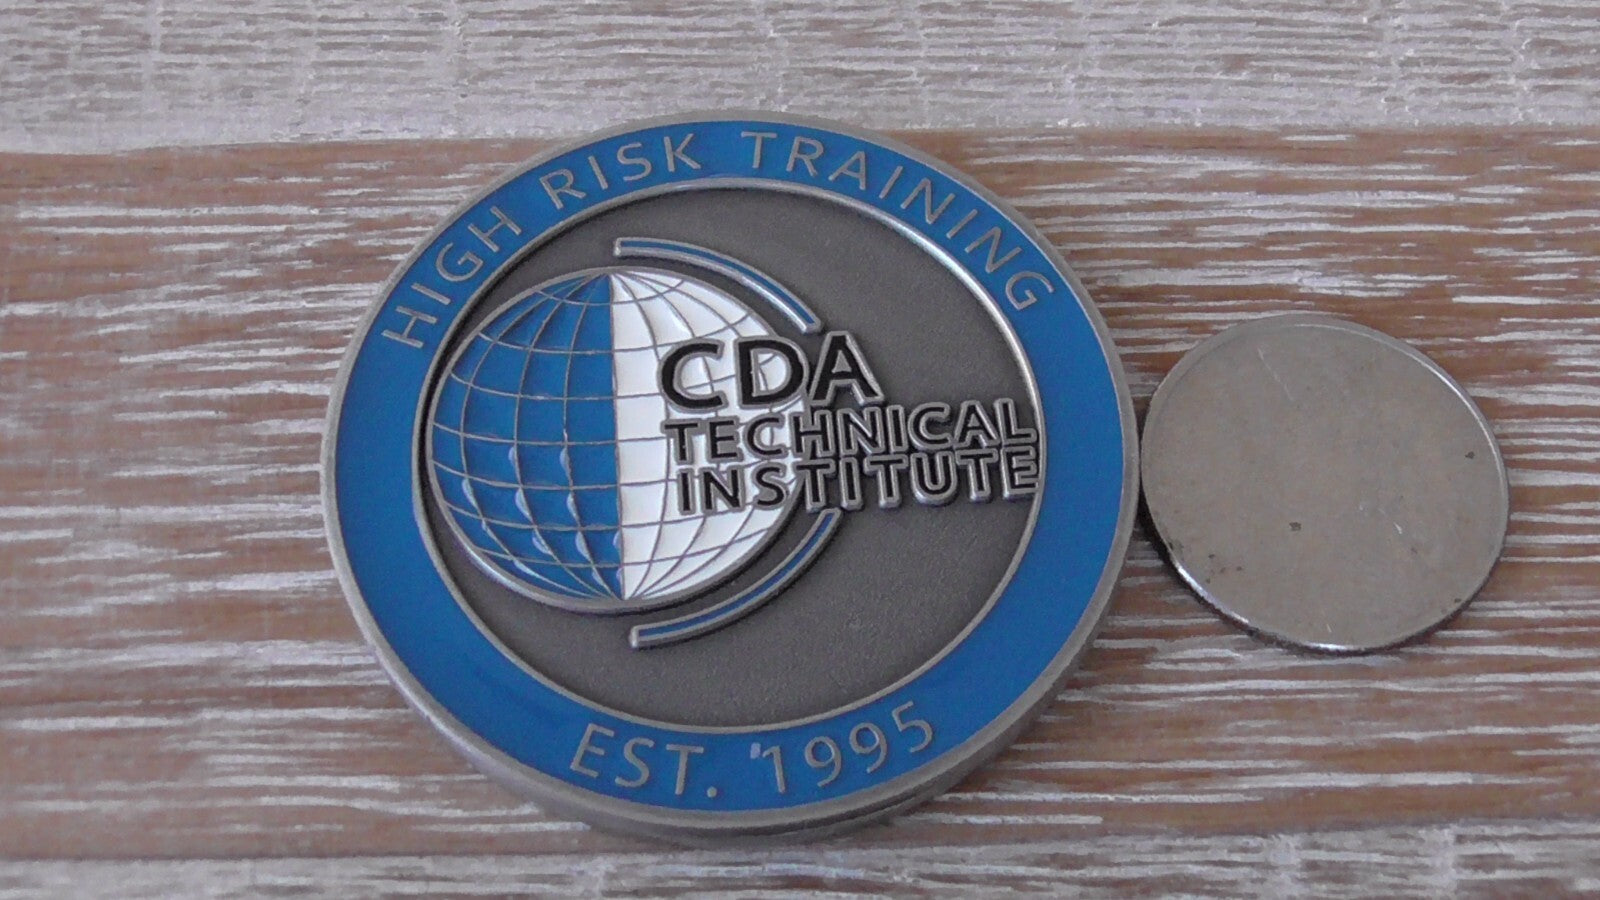 HIGH RISK TRAINING
CDA
TECHNICAL
INSTITUTE
EST. 1995